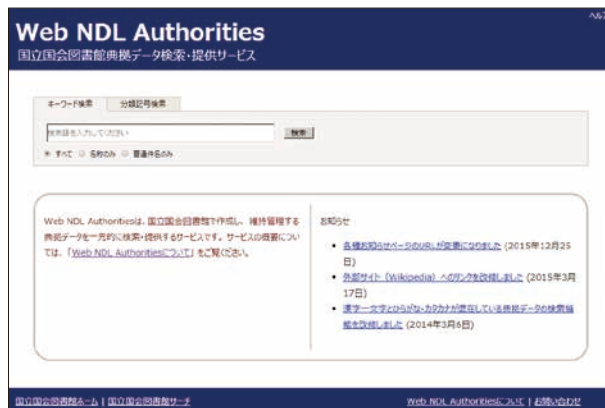 ヘルプ
Web NDL Authorities
国立国会図書館典拠データ検索・提供サービス
キーワード検索 分類記号検索
検索語を入力してください 検索
すべて 名称のみ 普通件名のみ
Web NDL Authoritiesは、国立国会図書館で作成し、維持管理する
典拠データを一元的に検索・提供するサービスです。サービスの概要につい
ては、「Web NDL Authoritiesについて」をご覧ください。
お知らせ
各種お知らせページのURLが変更になりました (2015年12月25
日)
外部サイト (Wikipedia) へのリンクを改修しました (2015年3月
17日)
漢字一文字とひらがな・カタカナが混在している典拠データの検索機
能を改修しました (2014年3月6日)
国立国会図書館ホーム | 国立国会図書館サーチ Web NDL Authoritiesについて | お問い合わせ